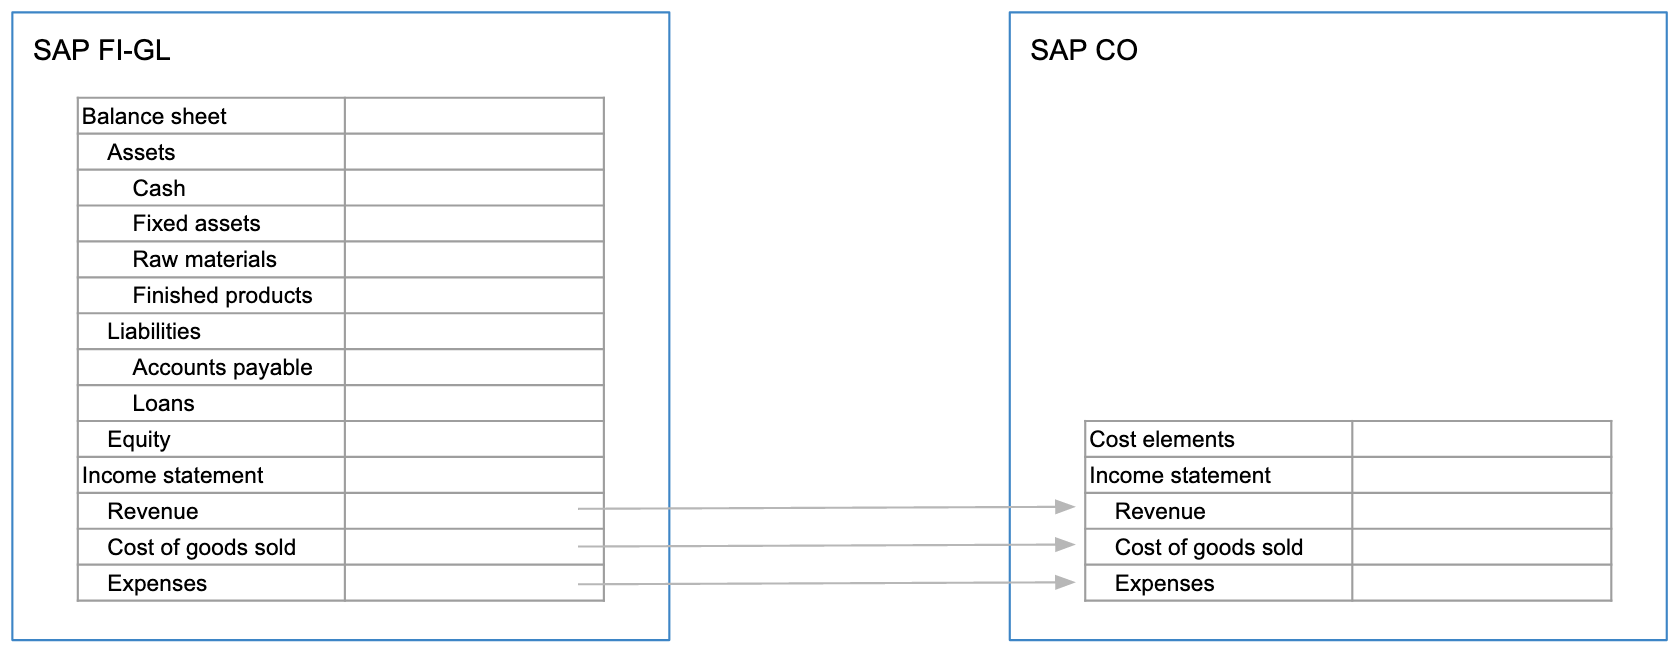 SAP FI-GL
Balance sheet
Assets
Cash
Fixed assets
Raw materials
Finished products
Liabilities
Accounts payable
Loans
Equity
Income statement
Revenue
Cost of goods sold
Expenses
SAP CO
Cost elements
Income statement
Revenue
Cost of goods sold
Expenses